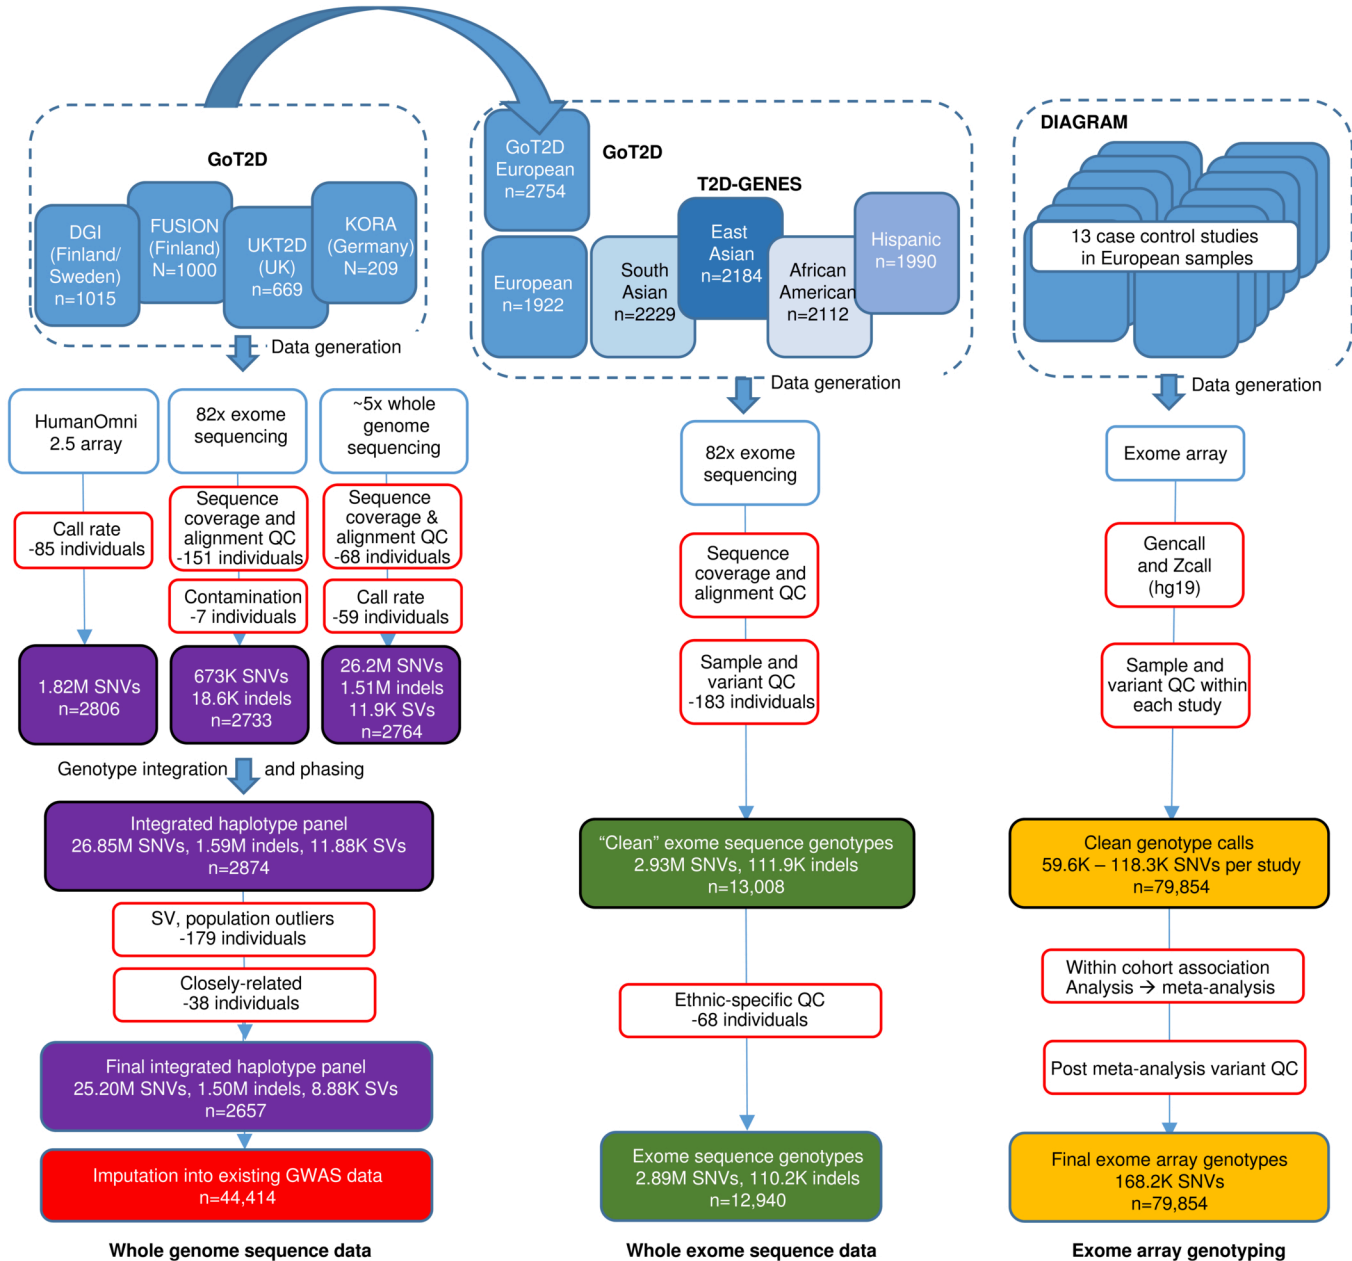 GoT2D
DGI
(Finland/
Sweden)
n=1015
FUSION
(Finland)
N=1000
UKT2D
(UK)
n=669
KORA
(Germany)
N=209
Data generation
HumanOmni
2.5 array
82x exome
sequencing
~5x whole
genome
sequencing
Call rate
-85 individuals
Sequence
coverage and
alignment QC
-151 individuals
Sequence
coverage &
alignment QC
-68 individuals
Contamination
-7 individuals
Call rate
-59 individuals
1.82M SNVs
n=2806
673K SNVs
18.6K indels
n=2733
26.2M SNVs
1.51M indels
11.9K SVs
n=2764
Genotype integration and phasing
Integrated haplotype panel
26.85M SNVs, 1.59M indels, 11.88K SVs
n=2874
SV, population outliers
-179 individuals
Closely-related
-38 individuals
Final integrated haplotype panel
25.20M SNVs, 1.50M indels, 8.88K SVs
n=2657
Imputation into existing GWAS data
n=44,414
Whole genome sequence data
GoT2D
European
n=2754
GoT2D
T2D-GENES
European
n=1922
South
Asian
n=2229
East
Asian
n=2184
African
American
n=2112
Hispanic
n=1990
Data generation
82x exome
sequencing
Sequence
coverage and
alignment QC
Sample and
variant QC
-183 individuals
“Clean” exome sequence genotypes
2.93M SNVs, 111.9K indels
n=13,008
Ethnic-specific QC
-68 individuals
Exome sequence genotypes
2.89M SNVs, 110.2K indels
n=12,940
Whole exome sequence data
DIAGRAM
13 case control studies
in European samples
Data generation
Exome array
Gencall
and Zcall
(hg19)
Sample and
variant QC within
each study
Clean genotype calls
59.6K – 118.3K SNVs per study
n=79,854
Within cohort association
Analysis → meta-analysis
Post meta-analysis variant QC
Final exome array genotypes
168.2K SNVs
n=79,854
Exome array genotyping